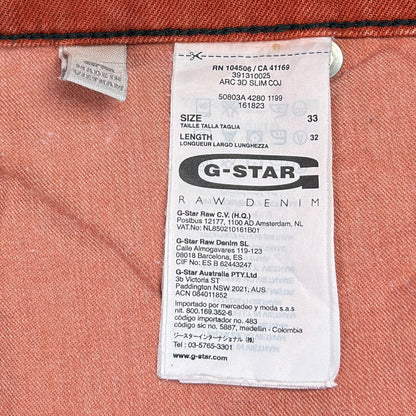 RN 104506 / CA 41169
391310025
ARC 3D SLIM COJ
50803A 4280 1199
161823
SIZE 33
TAILLE TALLA TAGLIA
LENGTH 32
LONGUEUR LARGO LUNGHEZZA
G-STAR
RAW DENIM
G-Star Raw C.V. (H.Q.)
Postbus 12177, 1100 AD Amsterdam, NL
VAT.No: NL850210161B01
G-Star Raw Denim SL
Calle Almogavares 119-123
08018 Barcelona, ES
CIF No: ES B 62443247
G-Star Australia PTY.Ltd
3b Victoria ST
Paddington NSW 2021, AUS
ACN 084011852
Importado por mercadeo y moda s.a.s.
nit. 800.169.352-6
código importador no. 483
código sic no. 5887, medellin - Colombia
ジースターインターナショナル (株)
Tel: 03-5765-3301
www.g-star.com